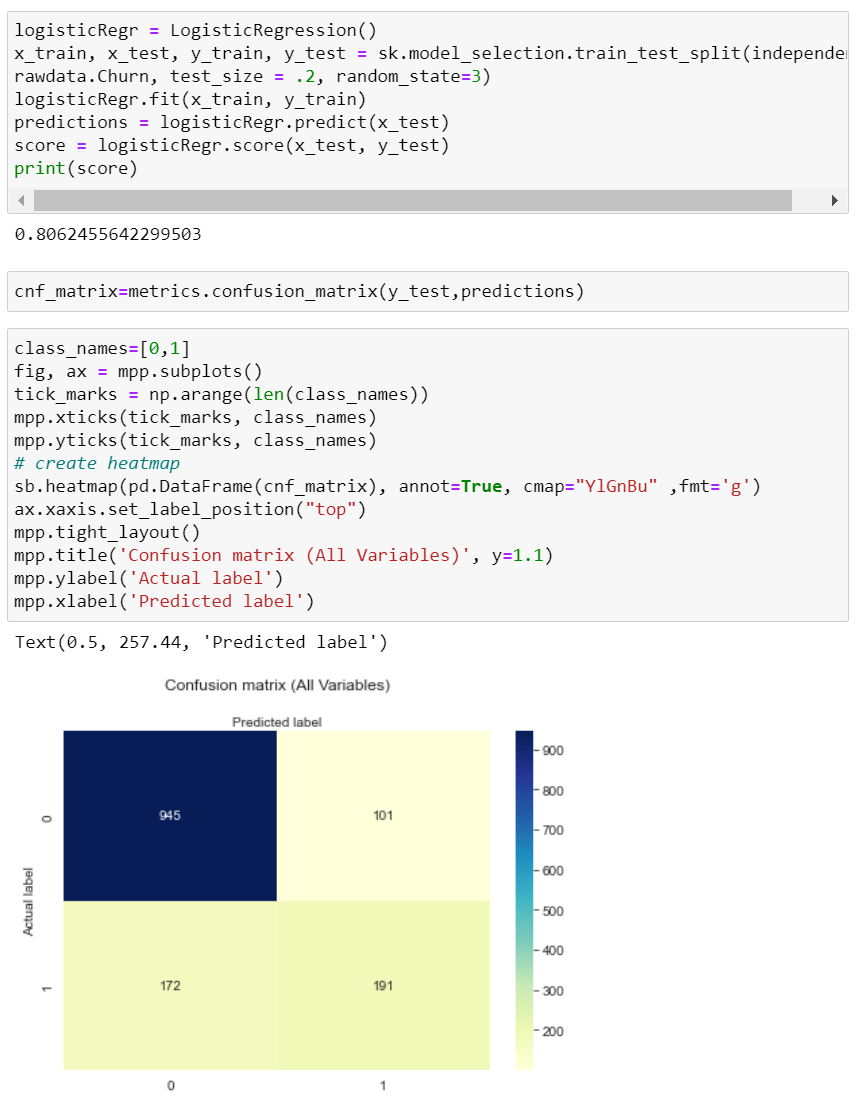 logisticRegr = LogisticRegression()
x_train, x_test, y_train, y_test = sk.model_selection.train_test_split(independe
rawdata.Churn, test_size = .2, random_state=3)
logisticRegr.fit(x_train, y_train)
predictions = logisticRegr.predict(x_test)
score = logisticRegr.score(x_test, y_test)
print(score)
0.8062455642299503
cnf_matrix=metrics.confusion_matrix(y_test,predictions)
class_names=[0,1]
fig, ax = mpp.subplots()
tick_marks = np.arange(len(class_names))
mpp.xticks(tick_marks, class_names)
mpp.yticks(tick_marks, class_names)
# create heatmap
sb.heatmap(pd.DataFrame(cnf_matrix), annot=True, cmap="YlGnBu" ,fmt='g')
ax.xaxis.set_label_position("top")
mpp.tight_layout()
mpp.title('Confusion matrix (All Variables)', y=1.1)
mpp.ylabel('Actual label')
mpp.xlabel('Predicted label')
Text(0.5, 257.44, 'Predicted label')
Confusion matrix (All Variables)
Predicted label
Actual label
0
945
101
1
172
191
0
1
900
800
700
600
500
400
300
200